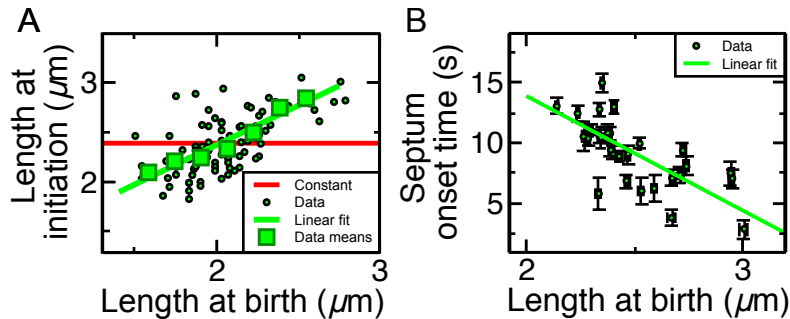 A
Length at
initiation (µm)
3
2
2
3
Length at birth (µm)
Constant
Data
Linear fit
Data means
B
Septum
onset time (s)
15
10
5
2
3
Length at birth (µm)
Data
Linear fit